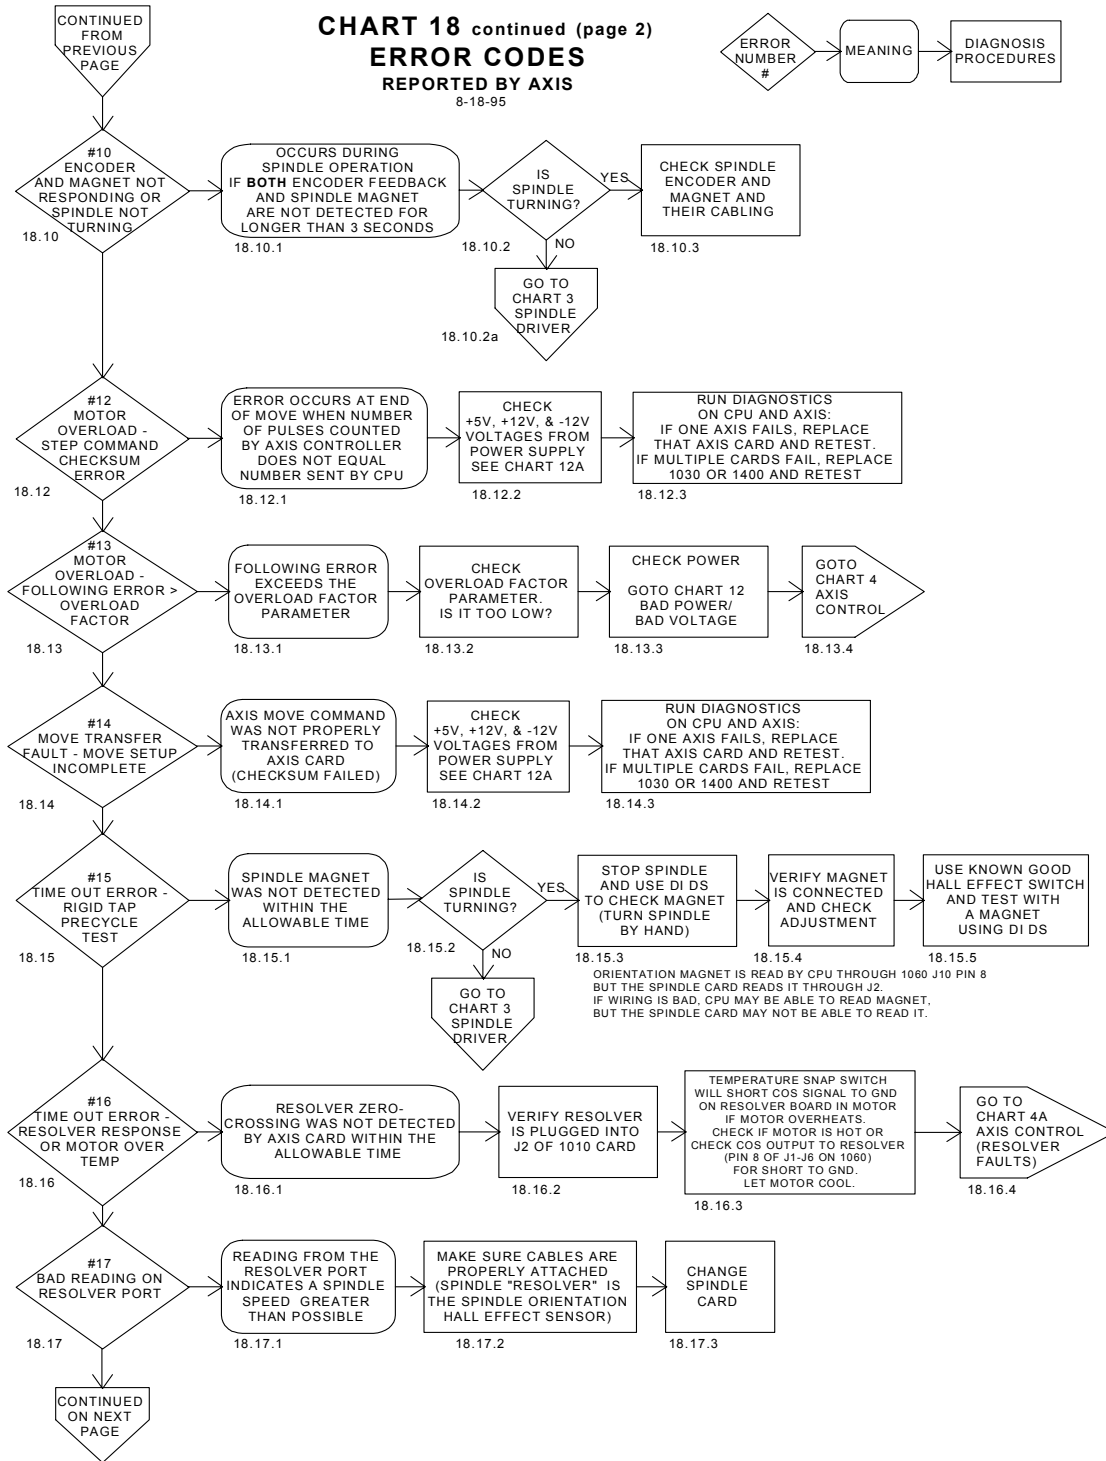 CONTINUED
FROM
PREVIOUS
PAGE
CHART 18 continued (page 2)
ERROR CODES
REPORTED BY AXIS
8-18-95
ERROR
NUMBER
#
MEANING
DIAGNOSIS
PROCEDURES
#10
ENCODER
AND MAGNET NOT
RESPONDING OR
SPINDLE NOT
TURNING
18.10
OCCURS DURING
SPINDLE OPERATION
IF BOTH ENCODER FEEDBACK
AND SPINDLE MAGNET
ARE NOT DETECTED FOR
LONGER THAN 3 SECONDS
18.10.1
IS
SPINDLE
TURNING?
18.10.2
YES
NO
CHECK SPINDLE
ENCODER AND
MAGNET AND
THEIR CABLING
18.10.3
GO TO
CHART 3
SPINDLE
DRIVER
18.10.2a
#12
MOTOR
OVERLOAD -
STEP COMMAND
CHECKSUM
ERROR
18.12
ERROR OCCURS AT END
OF MOVE WHEN NUMBER
OF PULSES COUNTED
BY AXIS CONTROLLER
DOES NOT EQUAL
NUMBER SENT BY CPU
18.12.1
CHECK
+5V, +12V, & -12V
VOLTAGES FROM
POWER SUPPLY
SEE CHART 12A
18.12.2
RUN DIAGNOSTICS
ON CPU AND AXIS:
IF ONE AXIS FAILS, REPLACE
THAT AXIS CARD AND RETEST.
IF MULTIPLE CARDS FAIL, REPLACE
1030 OR 1400 AND RETEST
18.12.3
#13
MOTOR
OVERLOAD -
FOLLOWING ERROR >
OVERLOAD
FACTOR
18.13
FOLLOWING ERROR
EXCEEDS THE
OVERLOAD FACTOR
PARAMETER
18.13.1
CHECK
OVERLOAD FACTOR
PARAMETER.
IS IT TOO LOW?
18.13.2
CHECK POWER
GOTO CHART 12
BAD POWER/
BAD VOLTAGE
18.13.3
GOTO
CHART 4
AXIS
CONTROL
18.13.4
#14
MOVE TRANSFER
FAULT - MOVE SETUP
INCOMPLETE
18.14
AXIS MOVE COMMAND
WAS NOT PROPERLY
TRANSFERRED TO
AXIS CARD
(CHECKSUM FAILED)
18.14.1
CHECK
+5V, +12V, & -12V
VOLTAGES FROM
POWER SUPPLY
SEE CHART 12A
18.14.2
RUN DIAGNOSTICS
ON CPU AND AXIS:
IF ONE AXIS FAILS, REPLACE
THAT AXIS CARD AND RETEST.
IF MULTIPLE CARDS FAIL, REPLACE
1030 OR 1400 AND RETEST
18.14.3
#15
TIME OUT ERROR -
RIGID TAP
PRECYCLE
TEST
18.15
SPINDLE MAGNET
WAS NOT DETECTED
WITHIN THE
ALLOWABLE TIME
18.15.1
IS
SPINDLE
TURNING?
18.15.2
YES
NO
GO TO
CHART 3
SPINDLE
DRIVER
STOP SPINDLE
AND USE DI DS
TO CHECK MAGNET
(TURN SPINDLE
BY HAND)
18.15.3
VERIFY MAGNET
IS CONNECTED
AND CHECK
ADJUSTMENT
18.15.4
USE KNOWN GOOD
HALL EFFECT SWITCH
AND TEST WITH
A MAGNET
USING DI DS
18.15.5
ORIENTATION MAGNET IS READ BY CPU THROUGH 1060 J10 PIN 8
BUT THE SPINDLE CARD READS IT THROUGH J2.
IF WIRING IS BAD, CPU MAY BE ABLE TO READ MAGNET,
BUT THE SPINDLE CARD MAY NOT BE ABLE TO READ IT.
#16
TIME OUT ERROR -
RESOLVER RESPONSE
OR MOTOR OVER
TEMP
18.16
RESOLVER ZERO-
CROSSING WAS NOT DETECTED
BY AXIS CARD WITHIN THE
ALLOWABLE TIME
18.16.1
VERIFY RESOLVER
IS PLUGGED INTO
J2 OF 1010 CARD
18.16.2
TEMPERATURE SNAP SWITCH
WILL SHORT COS SIGNAL TO GND
ON RESOLVER BOARD IN MOTOR
IF MOTOR OVERHEATS.
CHECK IF MOTOR IS HOT OR
CHECK COS OUTPUT TO RESOLVER
(PIN 8 OF J1-J6 ON 1060)
FOR SHORT TO GND.
LET MOTOR COOL.
18.16.3
GO TO
CHART 4A
AXIS CONTROL
(RESOLVER
FAULTS)
18.16.4
#17
BAD READING ON
RESOLVER PORT
18.17
READING FROM THE
RESOLVER PORT
INDICATES A SPINDLE
SPEED GREATER
THAN POSSIBLE
18.17.1
MAKE SURE CABLES ARE
PROPERLY ATTACHED
(SPINDLE "RESOLVER" IS
THE SPINDLE ORIENTATION
HALL EFFECT SENSOR)
18.17.2
CHANGE
SPINDLE
CARD
18.17.3
CONTINUED
ON NEXT
PAGE